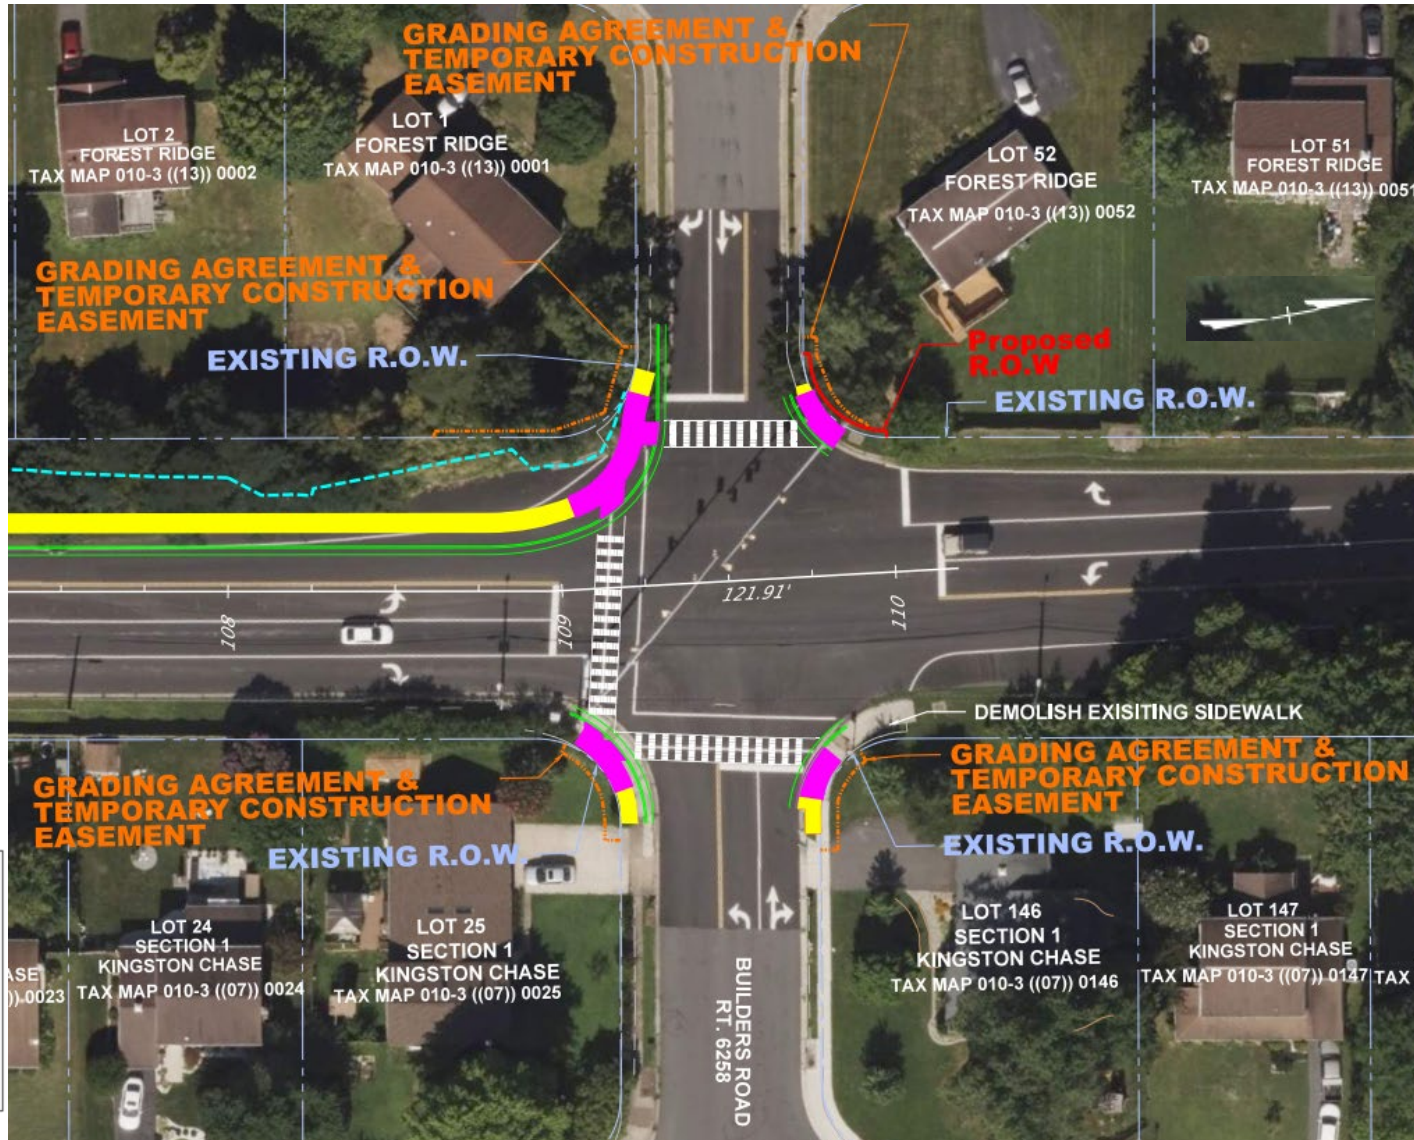 GRADING AGREEMENT &
TEMPORARY CONSTRUCTION
EASEMENT
LOT 2
FOREST RIDGE
TAX MAP 010-3 ((13)) 0002
LOT 1
FOREST RIDGE
TAX MAP 010-3 ((13)) 0001
LOT 52
FOREST RIDGE
TAX MAP 010-3 ((13)) 0052
LOT 51
FOREST RIDGE
TAX MAP 010-3 ((13)) 0051
GRADING AGREEMENT &
TEMPORARY CONSTRUCTION
EASEMENT
EXISTING R.O.W.
Proposed
R.O.W
EXISTING R.O.W.
108
109
121.91'
110
DEMOLISH EXISITING SIDEWALK
GRADING AGREEMENT &
TEMPORARY CONSTRUCTION
EASEMENT
GRADING AGREEMENT &
TEMPORARY CONSTRUCTION
EASEMENT
EXISTING R.O.W.
EXISTING R.O.W.
ASE
)) 0023
LOT 24
SECTION 1
KINGSTON CHASE
TAX MAP 010-3 ((07)) 0024
LOT 25
SECTION 1
KINGSTON CHASE
TAX MAP 010-3 ((07)) 0025
BUILDERS ROAD
RT. 6258
LOT 146
SECTION 1
KINGSTON CHASE
TAX MAP 010-3 ((07)) 0146
LOT 147
SECTION 1
KINGSTON CHASE
TAX MAP 010-3 ((07)) 0147
TAX